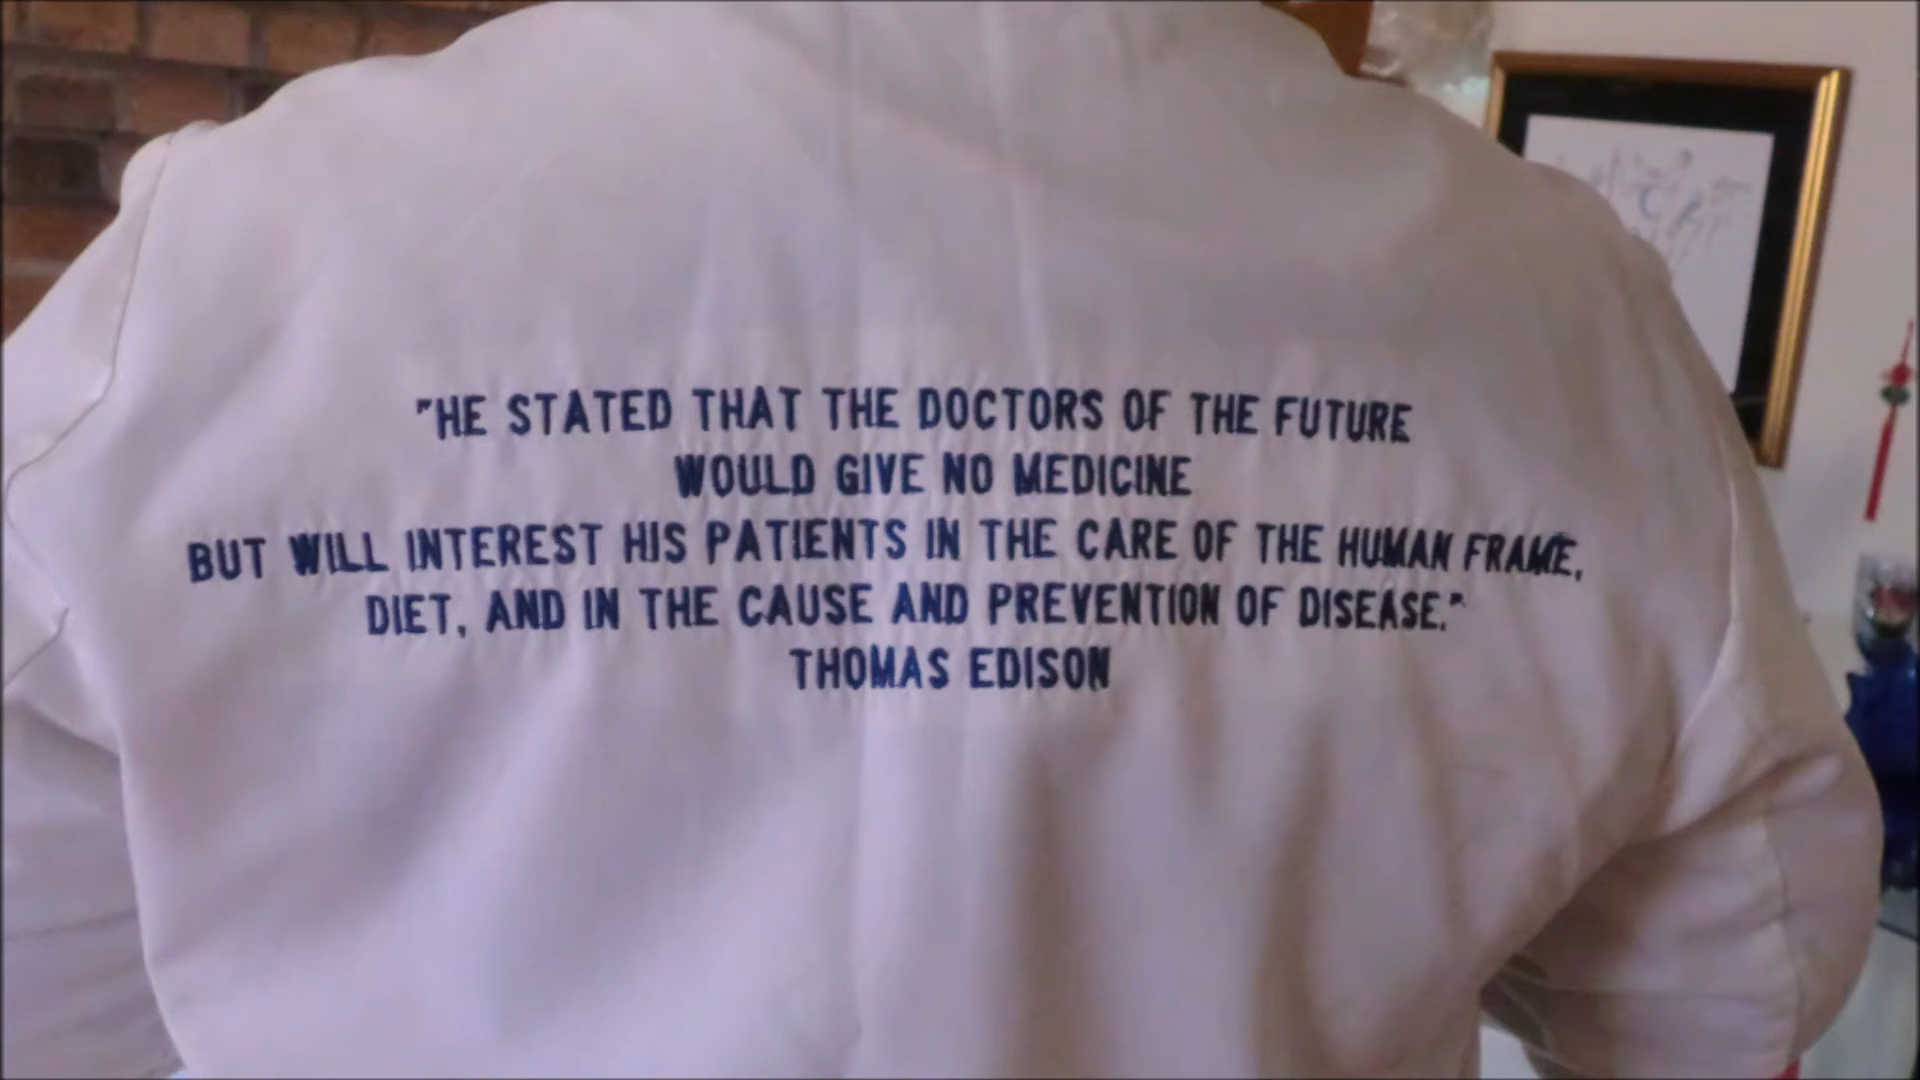 "HE STATED THAT THE DOCTORS OF THE FUTURE
WOULD GIVE NO MEDICINE
BUT WILL INTEREST HIS PATIENTS IN THE CARE OF THE HUMAN FRAME,
DIET, AND IN THE CAUSE AND PREVENTION OF DISEASE."
THOMAS EDISON